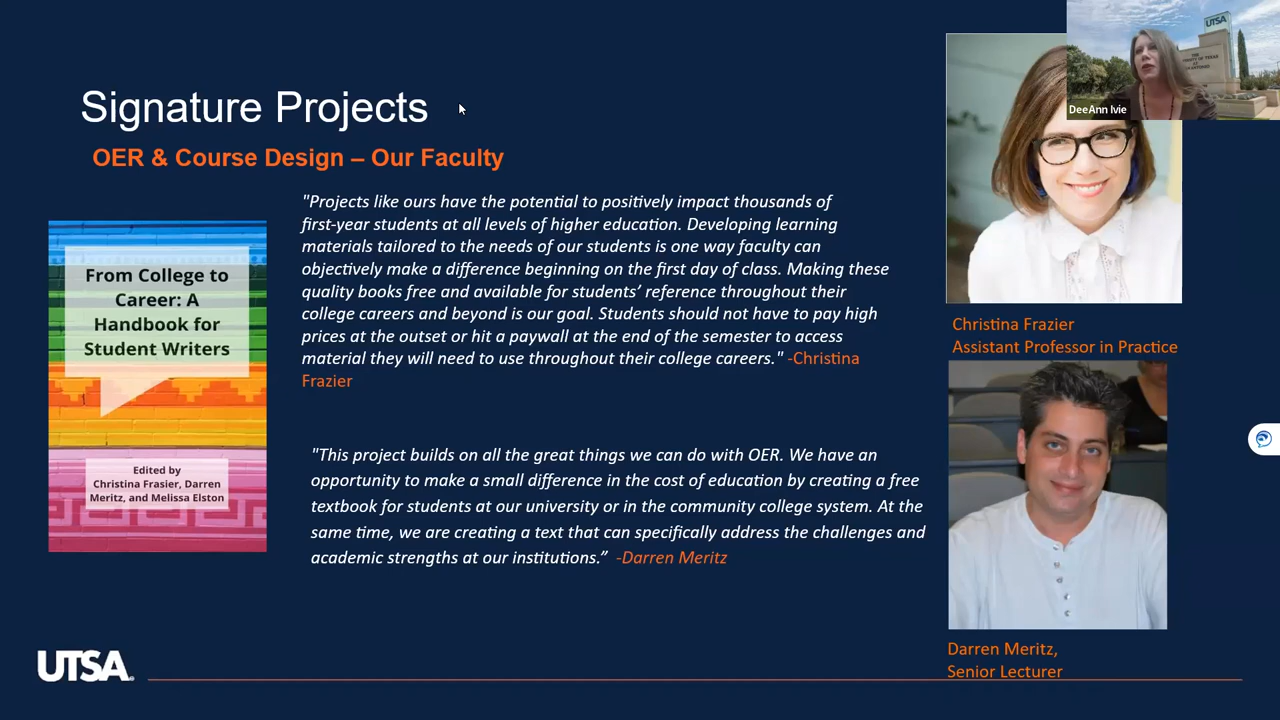 Signature Projects
OER & Course Design – Our Faculty
From College to
Career: A
Handbook for
Student Writers
Edited by
Christina Frasier, Darren
Meritz, and Melissa Elston
"Projects like ours have the potential to positively impact thousands of
first-year students at all levels of higher education. Developing learning
materials tailored to the needs of our students is one way faculty can
objectively make a difference beginning on the first day of class. Making these
quality books free and available for students’ reference throughout their
college careers and beyond is our goal. Students should not have to pay high
prices at the outset or hit a paywall at the end of the semester to access
material they will need to use throughout their college careers." -Christina
Frazier
"This project builds on all the great things we can do with OER. We have an
opportunity to make a small difference in the cost of education by creating a free
textbook for students at our university or in the community college system. At the
same time, we are creating a text that can specifically address the challenges and
academic strengths at our institutions.” -Darren Meritz
UTSA
DeeAnn Ivie
Christina Frazier
Assistant Professor in Practice
Darren Meritz,
Senior Lecturer
UTSA